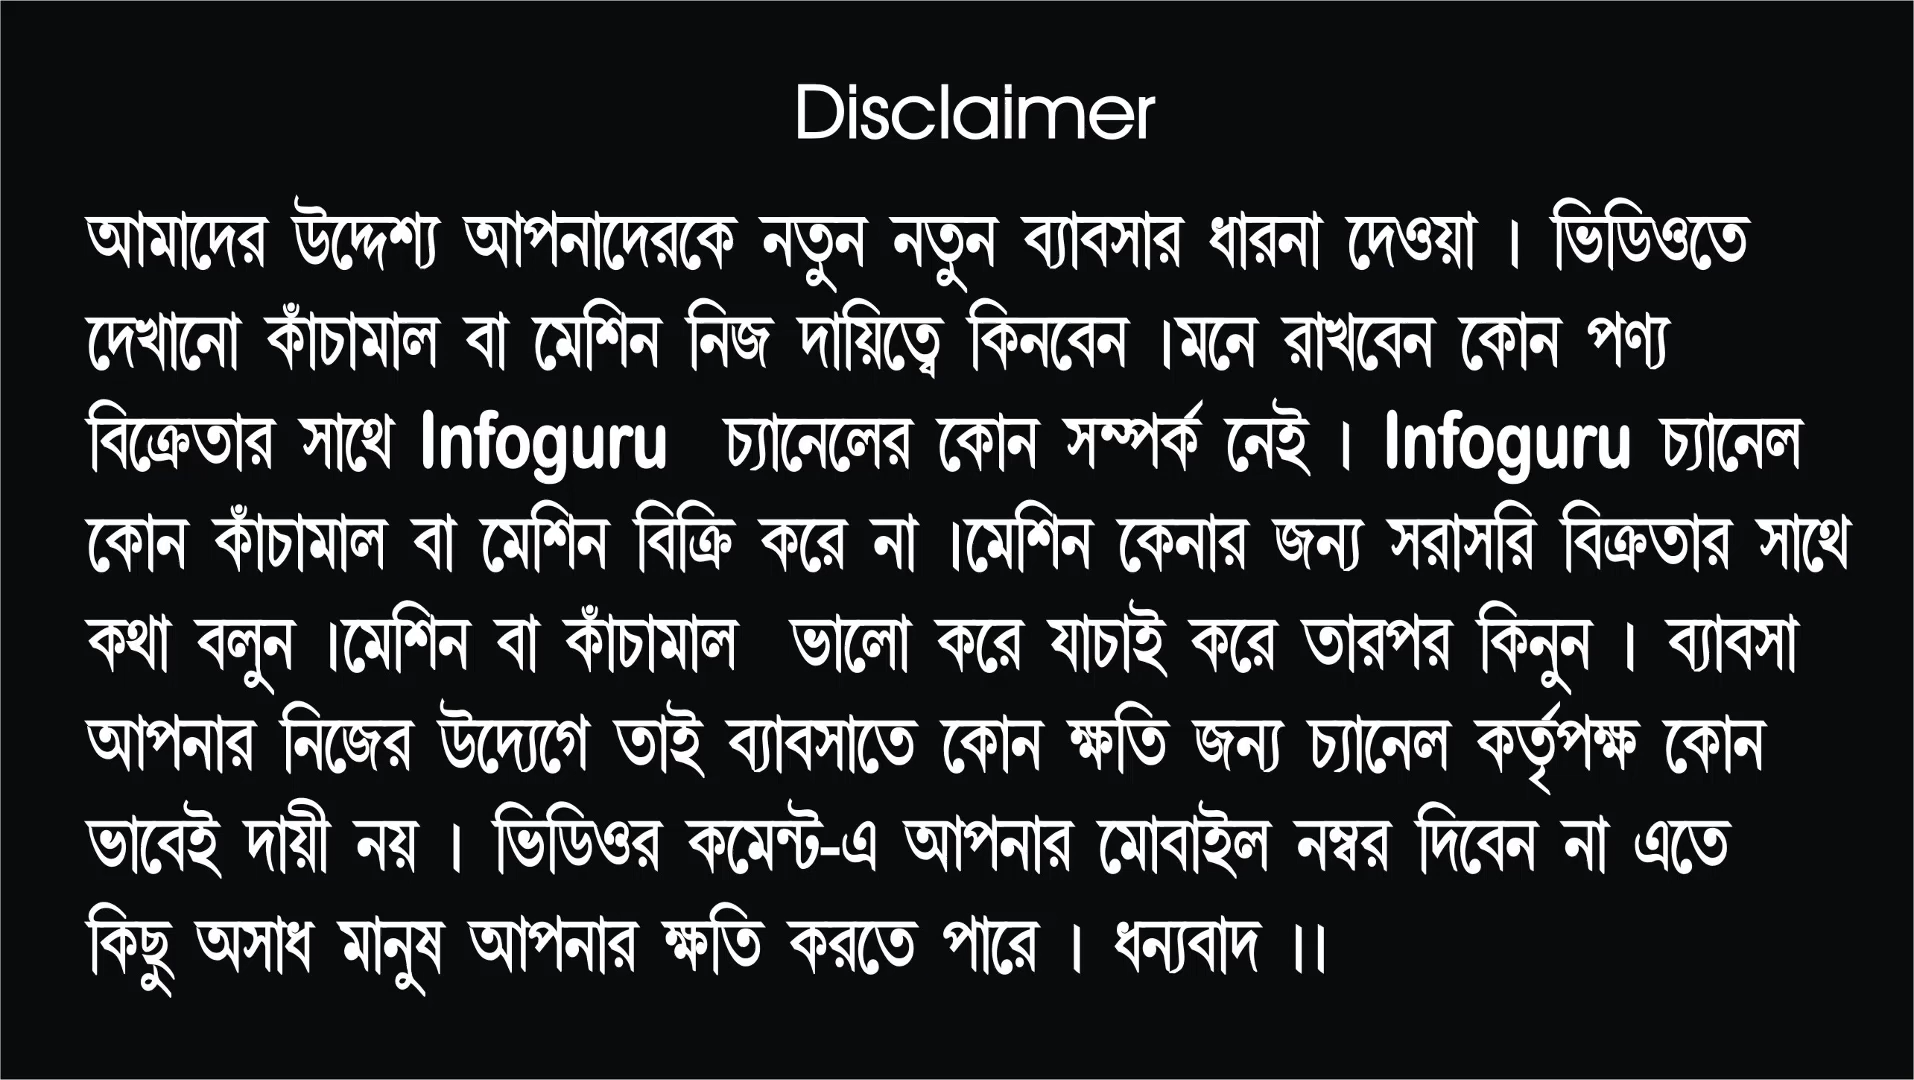 Disclaimer
আমাদের উদ্দেশ্য আপনাদেরকে নতুন নতুন ব্যাবসার ধারনা দেওয়া । ভিডিওতে
দেখানো কাঁচামাল বা মেশিন নিজ দায়িত্বে কিনবেন ।মনে রাখবেন কোন পণ্য
বিক্রেতার সাথে Infoguru চ্যানেলের কোন সম্পর্ক নেই । Infoguru চ্যানেল
কোন কাঁচামাল বা মেশিন বিক্রি করে না ।মেশিন কেনার জন্য সরাসরি বিক্রতার সাথে
কথা বলুন ।মেশিন বা কাঁচামাল ভালো করে যাচাই করে তারপর কিনুন । ব্যাবসা
আপনার নিজের উদ্যেগে তাই ব্যাবসাতে কোন ক্ষতি জন্য চ্যানেল কর্তৃপক্ষ কোন
ভাবেই দায়ী নয় । ভিডিওর কমেন্ট-এ আপনার মোবাইল নম্বর দিবেন না এতে
কিছু অসাধ মানুষ আপনার ক্ষতি করতে পারে । ধন্যবাদ ।।